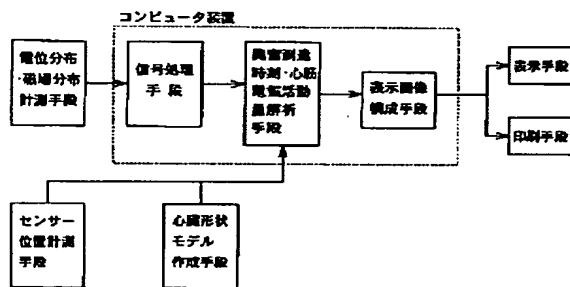 コンピュータ装置
電位分布
・磁場分布
計測手段
信号処理
手 段
興奮到達
時刻・心筋
電気活動
量解析
手段
表示画像
構成手段
表示手段
印刷手段
センサー
位置計測
手段
心臓形状
モデル
作成手段